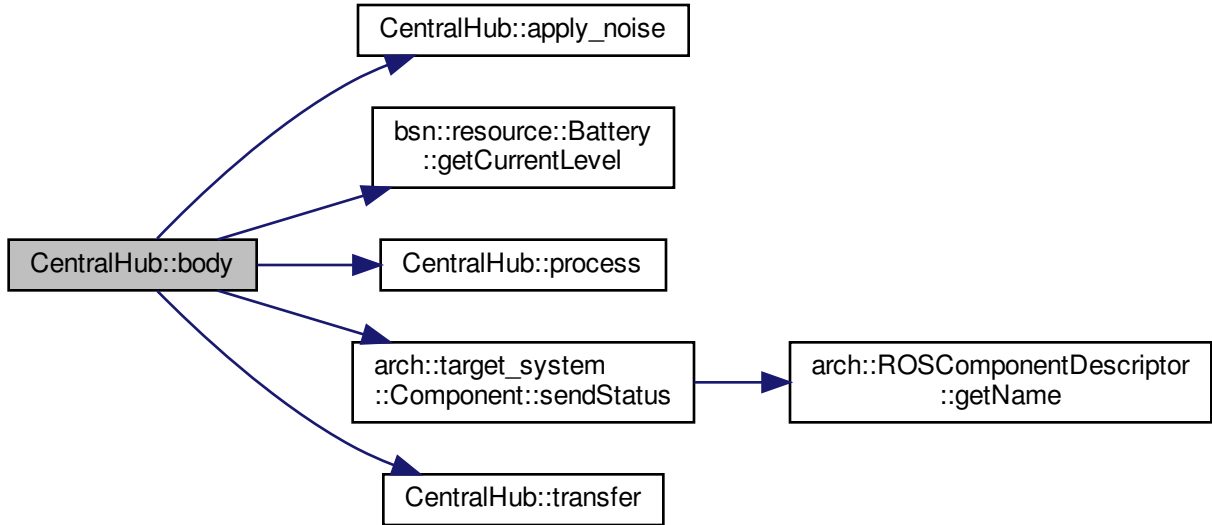 CentralHub::apply_noise
bsn::resource::Battery
::getCurrentLevel
CentralHub::body
CentralHub::process
arch::target_system
::Component::sendStatus
arch::ROSComponentDescriptor
::getName
CentralHub::transfer